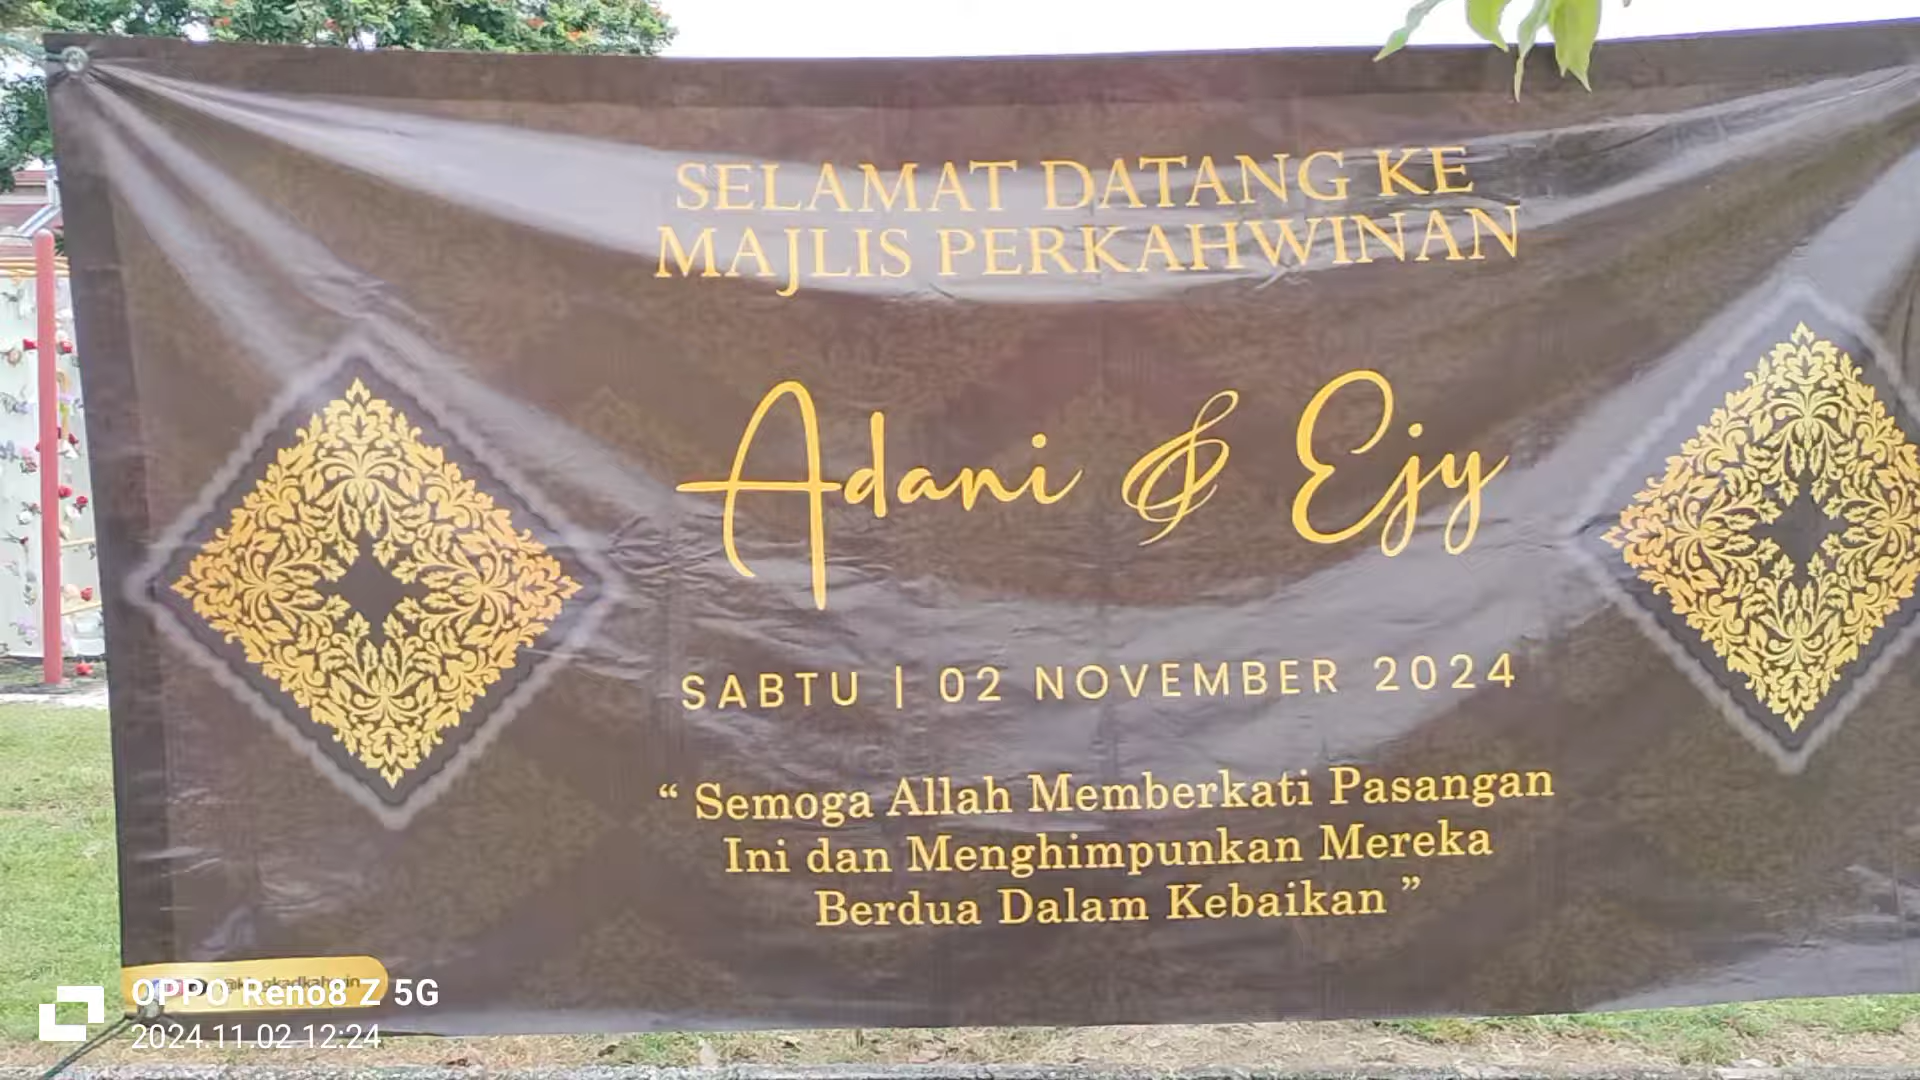 SELAMAT DATANG KE
MAJLIS PERKAHWINAN
Adani & Ejy
SABTU | 02 NOVEMBER 2024
“ Semoga Allah Memberkati Pasangan
Ini dan Menghimpunkan Mereka
Berdua Dalam Kebaikan ”
OPPO Reno8 Z 5G
2024.11.02 12:24